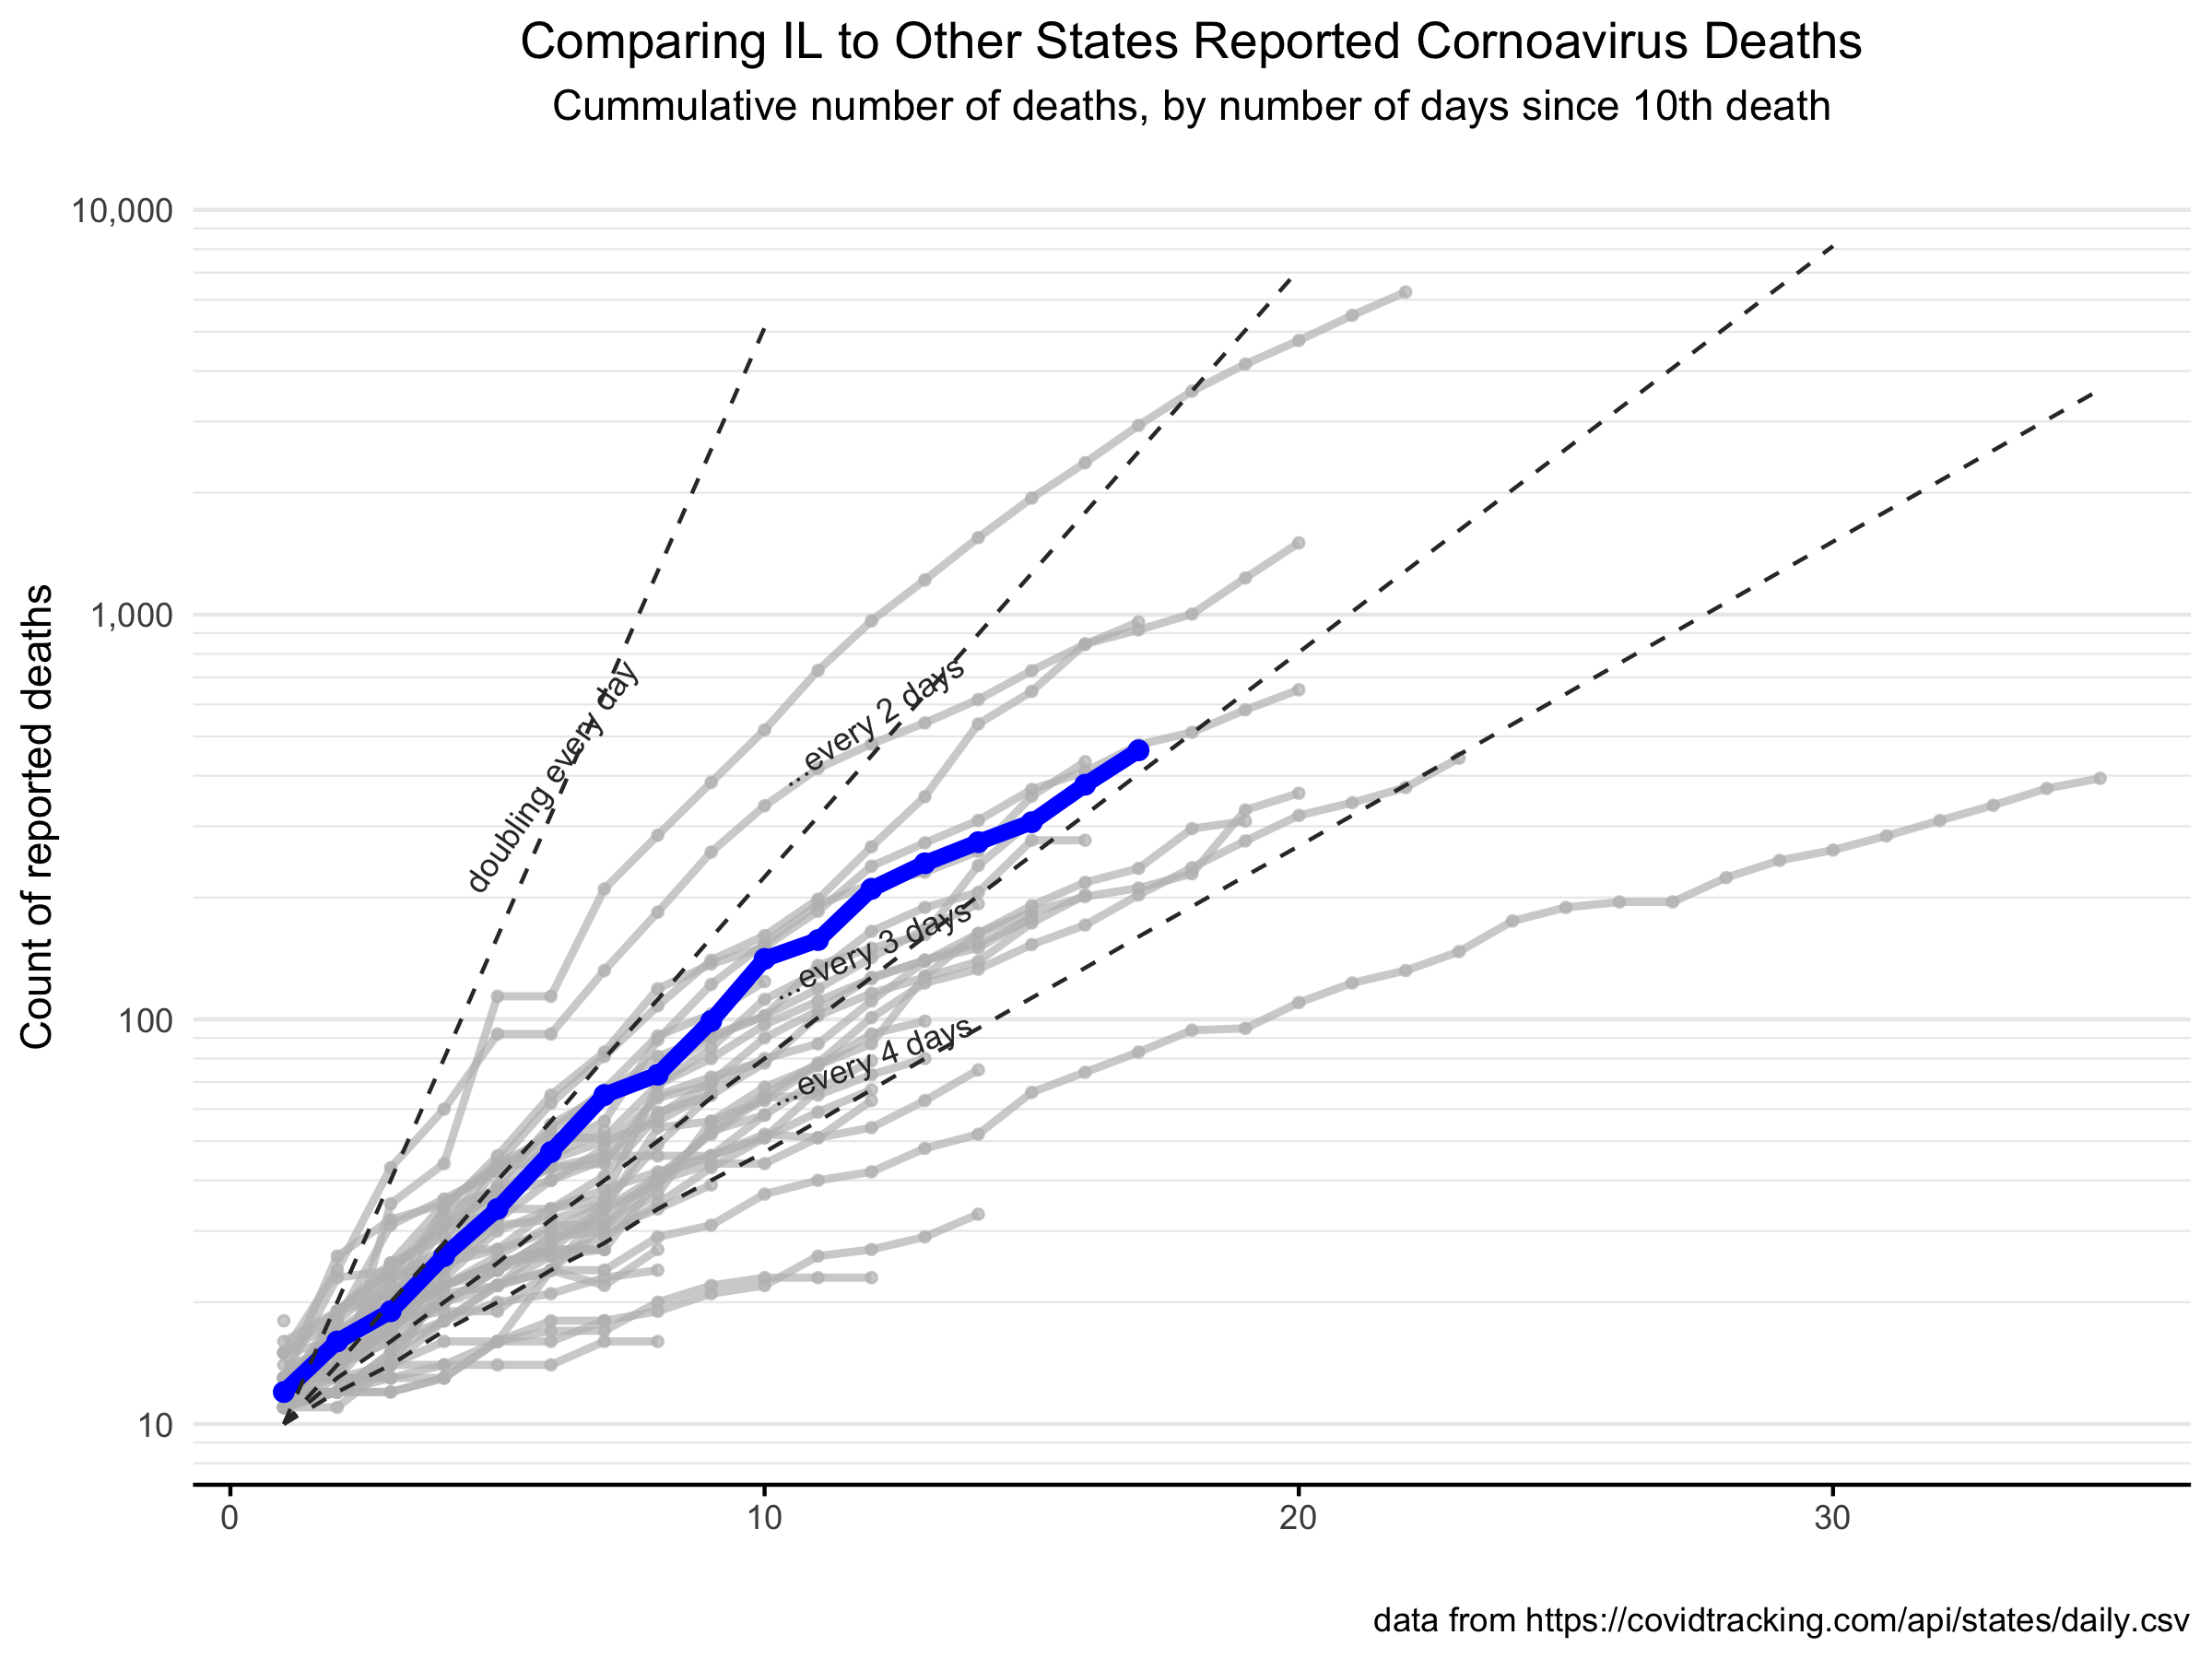 Comparing IL to Other States Reported Cornoavirus Deaths
Cummulative number of deaths, by number of days since 10th death
10,000
1,000
100
10
Count of reported deaths
doubling every day
every 2 days
every 3 days
every 4 days
0
10
20
30
data from https://covidtracking.com/api/states/daily.csv